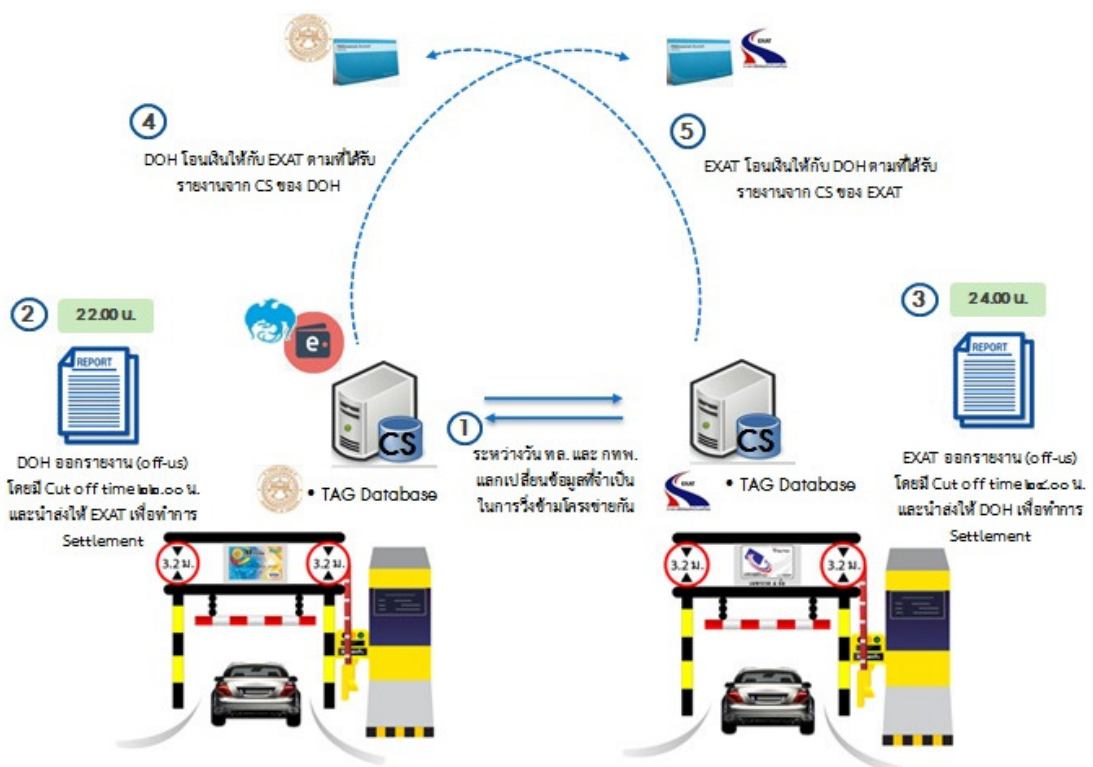 4
DOH โอนเงินให้กับ EXAT ตามที่ได้รับ
รายงานจาก CS ของ DOH
EXAT
5
EXAT โอนเงินให้กับ DOH ตามที่ได้รับ
รายงานจาก CS ของ EXAT
2
22.00 น.
REPORT
DOH ออกรายงาน (off-us)
โดยมี Cut off time ๒๒.๐๐ น.
และนำส่งให้ EXAT เพื่อทำการ
Settlement
e
CS
• TAG Database
1
ระหว่างวัน ทล. และ กทพ.
แลกเปลี่ยนข้อมูลที่จำเป็น
ในการวิ่งข้ามโครงข่ายกัน
CS
EXAT
• TAG Database
3
24.00 น.
REPORT
EXAT ออกรายงาน (off-us)
โดยมี Cut off time ๒๔.๐๐ น.
และนำส่งให้ DOH เพื่อทำการ
Settlement
3.2 ม.
3.2 ม.
3.2 ม.
3.2 ม.